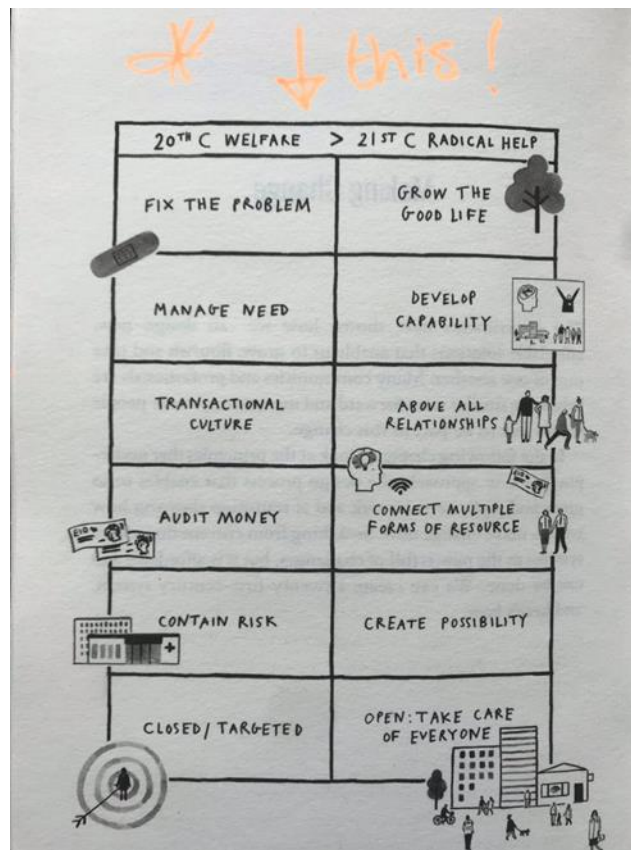 * ↓ this!
20TH C WELFARE > 21ST C RADICAL HELP
FIX THE PROBLEM
GROW THE
GOOD LIFE
MANAGE NEED
DEVELOP
CAPABILITY
TRANSACTIONAL
CULTURE
ABOVE ALL
RELATIONSHIPS
AUDIT MONEY
CONNECT MULTIPLE
FORMS OF RESOURCE
£10
CONTAIN RISK
CREATE POSSIBILITY
CLOSED/TARGETED
OPEN: TAKE CARE
OF EVERYONE